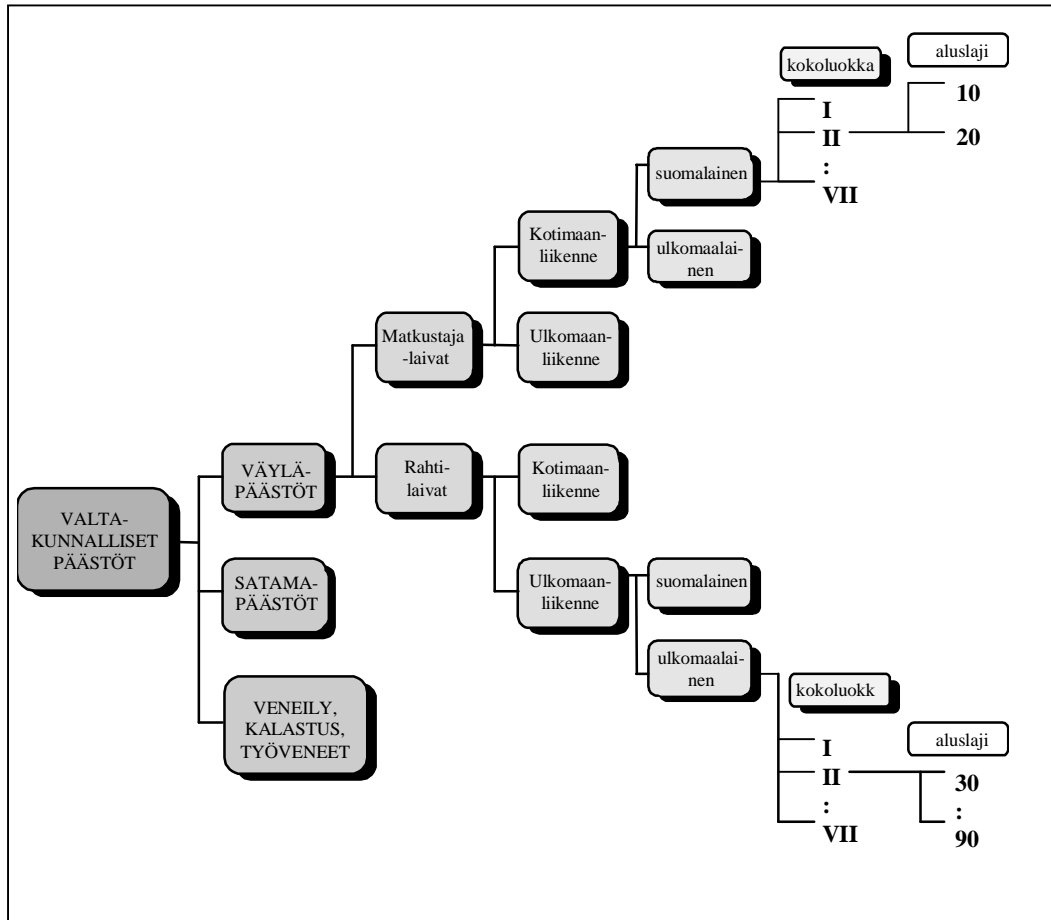 kokoluokka
aluslaji
10
I
20
II
:
VII
suomalainen
Kotimaan-
liikenne
ulkomaalai-
nen
Matkustaja
-laivat
Ulkomaan-
liikenne
VÄYLÄ-
PÄÄSTÖT
Rahti-
laivat
Kotimaan-
liikenne
VALTA-
KUNNALLISET
PÄÄSTÖT
SATAMA-
PÄÄSTÖT
Ulkomaan-
liikenne
suomalainen
ulkomaalai-
nen
kokoluokk
VENEILY,
KALASTUS,
TYÖVENEET
aluslaji
I
II
:
VII
30
:
90